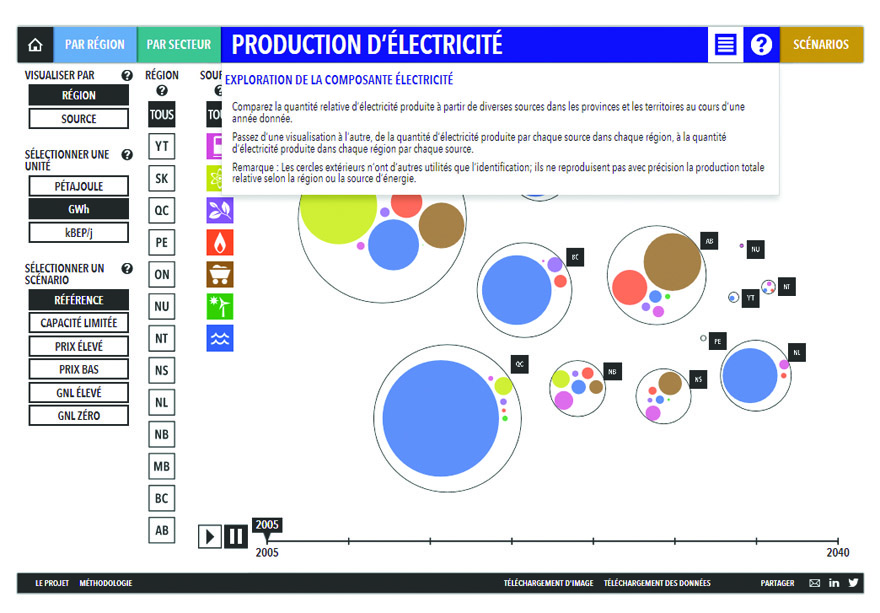 PAR RÉGION
PAR SECTEUR
PRODUCTION D'ÉLECTRICITÉ
?
SCÉNARIOS
VISUALISER PAR ?
RÉGION
SOURCE
SÉLECTIONNER UNE
UNITÉ ?
PÉTAJOULE
GWh
kBEP/j
SÉLECTIONNER UN
SCÉNARIO ?
RÉFÉRENCE
CAPACITÉ LIMITÉE
PRIX ÉLEVÉ
PRIX BAS
GNL ÉLEVÉ
GNL ZÉRO
RÉGION
?
TOUS
YT
SK
QC
PE
ON
NU
NT
NS
NL
NB
MB
BC
AB
EXPLORATION DE LA COMPOSANTE ÉLECTRICITÉ
Comparez la quantité relative d'électricité produite à partir de diverses sources dans les provinces et les territoires au cours d'une
année donnée.
Passez d'une visualisation à l'autre, de la quantité d'électricité produite par chaque source dans chaque région, à la quantité
d'électricité produite dans chaque région par chaque source.
Remarque : Les cercles extérieurs n'ont d'autres utilités que l'identification; ils ne reproduisent pas avec précision la production totale
relative selon la région ou la source d'énergie.
BC
AB
NU
NT
YT
PE
NL
QC
NB
NS
2005
2005
2040
LE PROJET MÉTHODOLOGIE
TÉLÉCHARGEMENT D'IMAGE TÉLÉCHARGEMENT DES DONNÉES
PARTAGER in